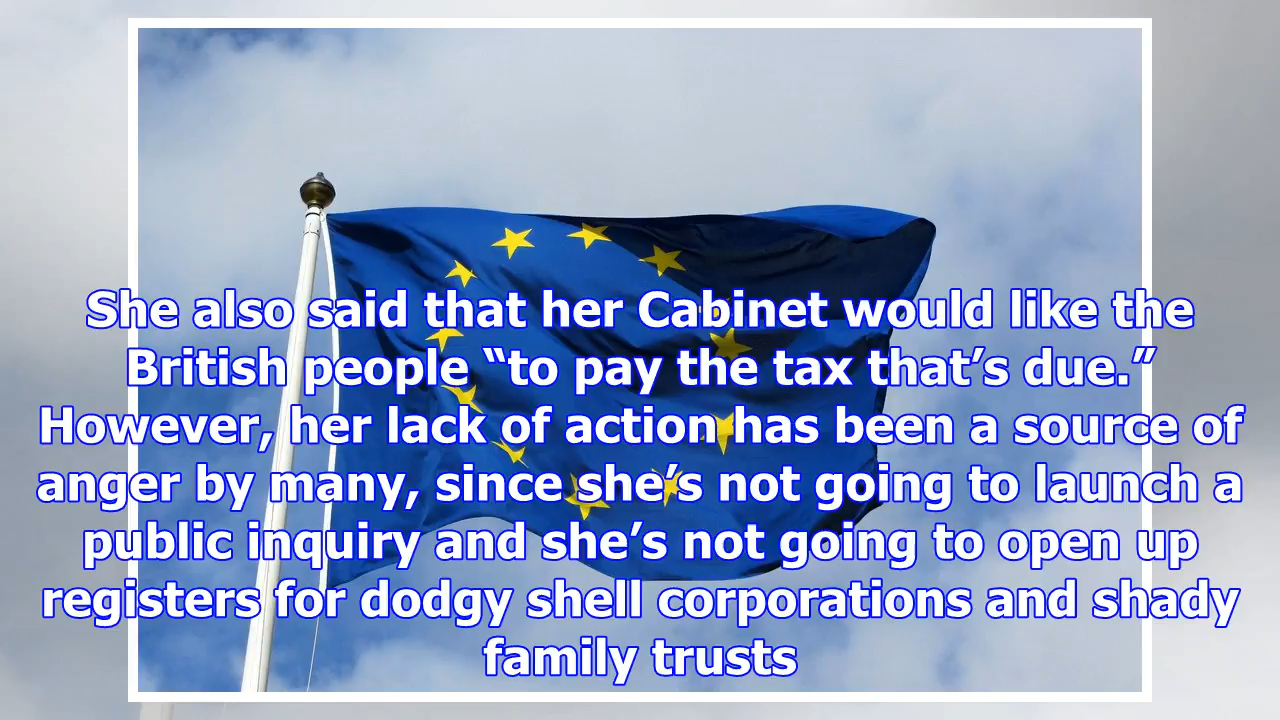 She also said that her Cabinet would like the
British people “to pay the tax that’s due.”
However, her lack of action has been a source of
anger by many, since she’s not going to launch a
public inquiry and she’s not going to open up
registers for dodgy shell corporations and shady
family trusts